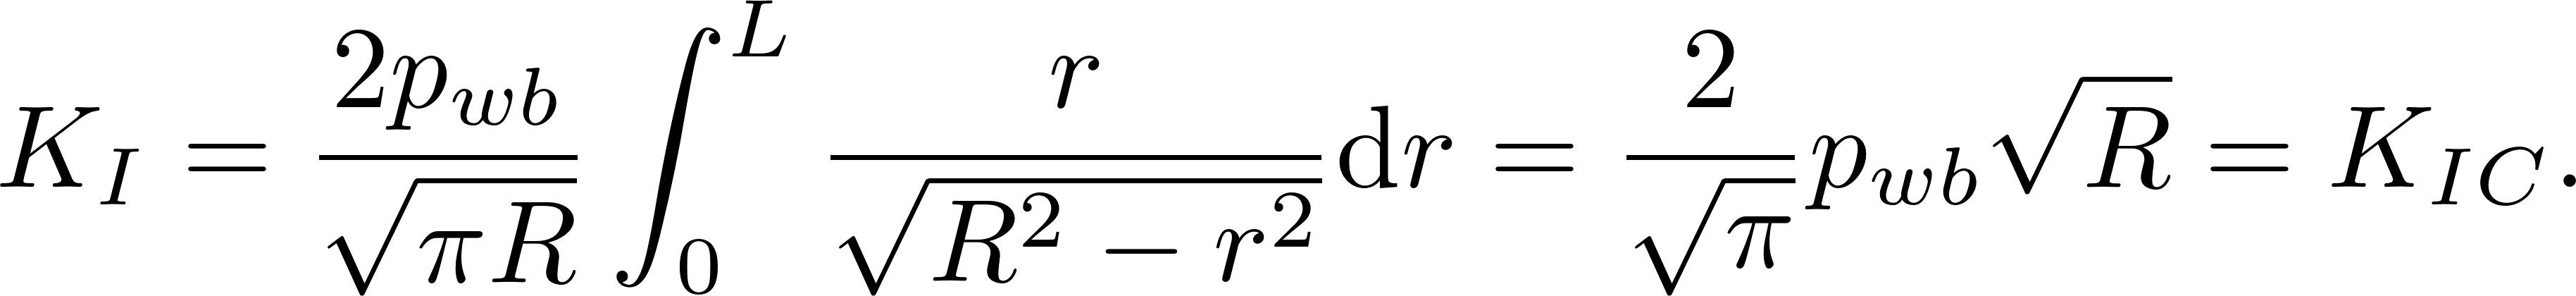 K_I = \frac{2p_{wb}}{\sqrt{\pi R}} \int_0^L \frac{r}{\sqrt{R^2 - r^2}} \mathrm{d}r = \frac{2}{\sqrt{\pi}} p_{wb} \sqrt{R} = K_{IC}.